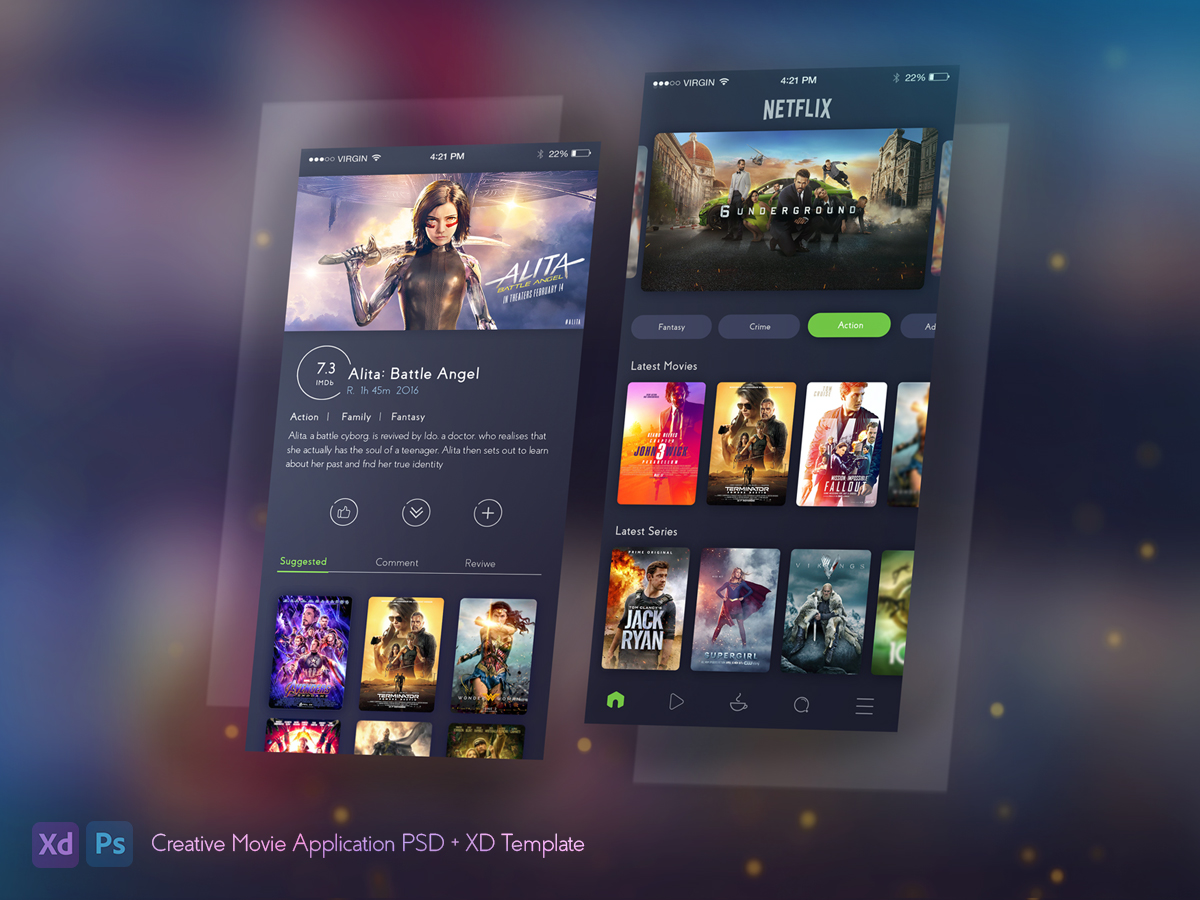 VIRGIN
4:21 PM
22%
ALITA
BATTLE ANGEL
IN THEATERS FEBRUARY 14
#ALITA
7.3
IMDb
Alita: Battle Angel
R. 1h 45m 2016
Action | Family | Fantasy
Alita. a battle cyborg. is revived by Ido. a doctor. who realises that
she actually has the soul of a teenager. Alita then sets out to learn
about her past and fnd her true identity
Suggested Comment Reviwe
TERMINATOR
WONDER WOMAN
VIRGIN
4:21 PM
22%
NETFLIX
6 UNDERGROUND
Fantasy Crime Action Ad
Latest Movies
JOHN WICK
3
PARABELLUM
TERMINATOR
MISSION: IMPOSSIBLE
FALLOUT
Latest Series
PRIME ORIGINAL
TOM CLANCY'S
JACK
RYAN
SUPERGIRL
VIKINGS
10
Xd Ps Creative Movie Application PSD + XD Template